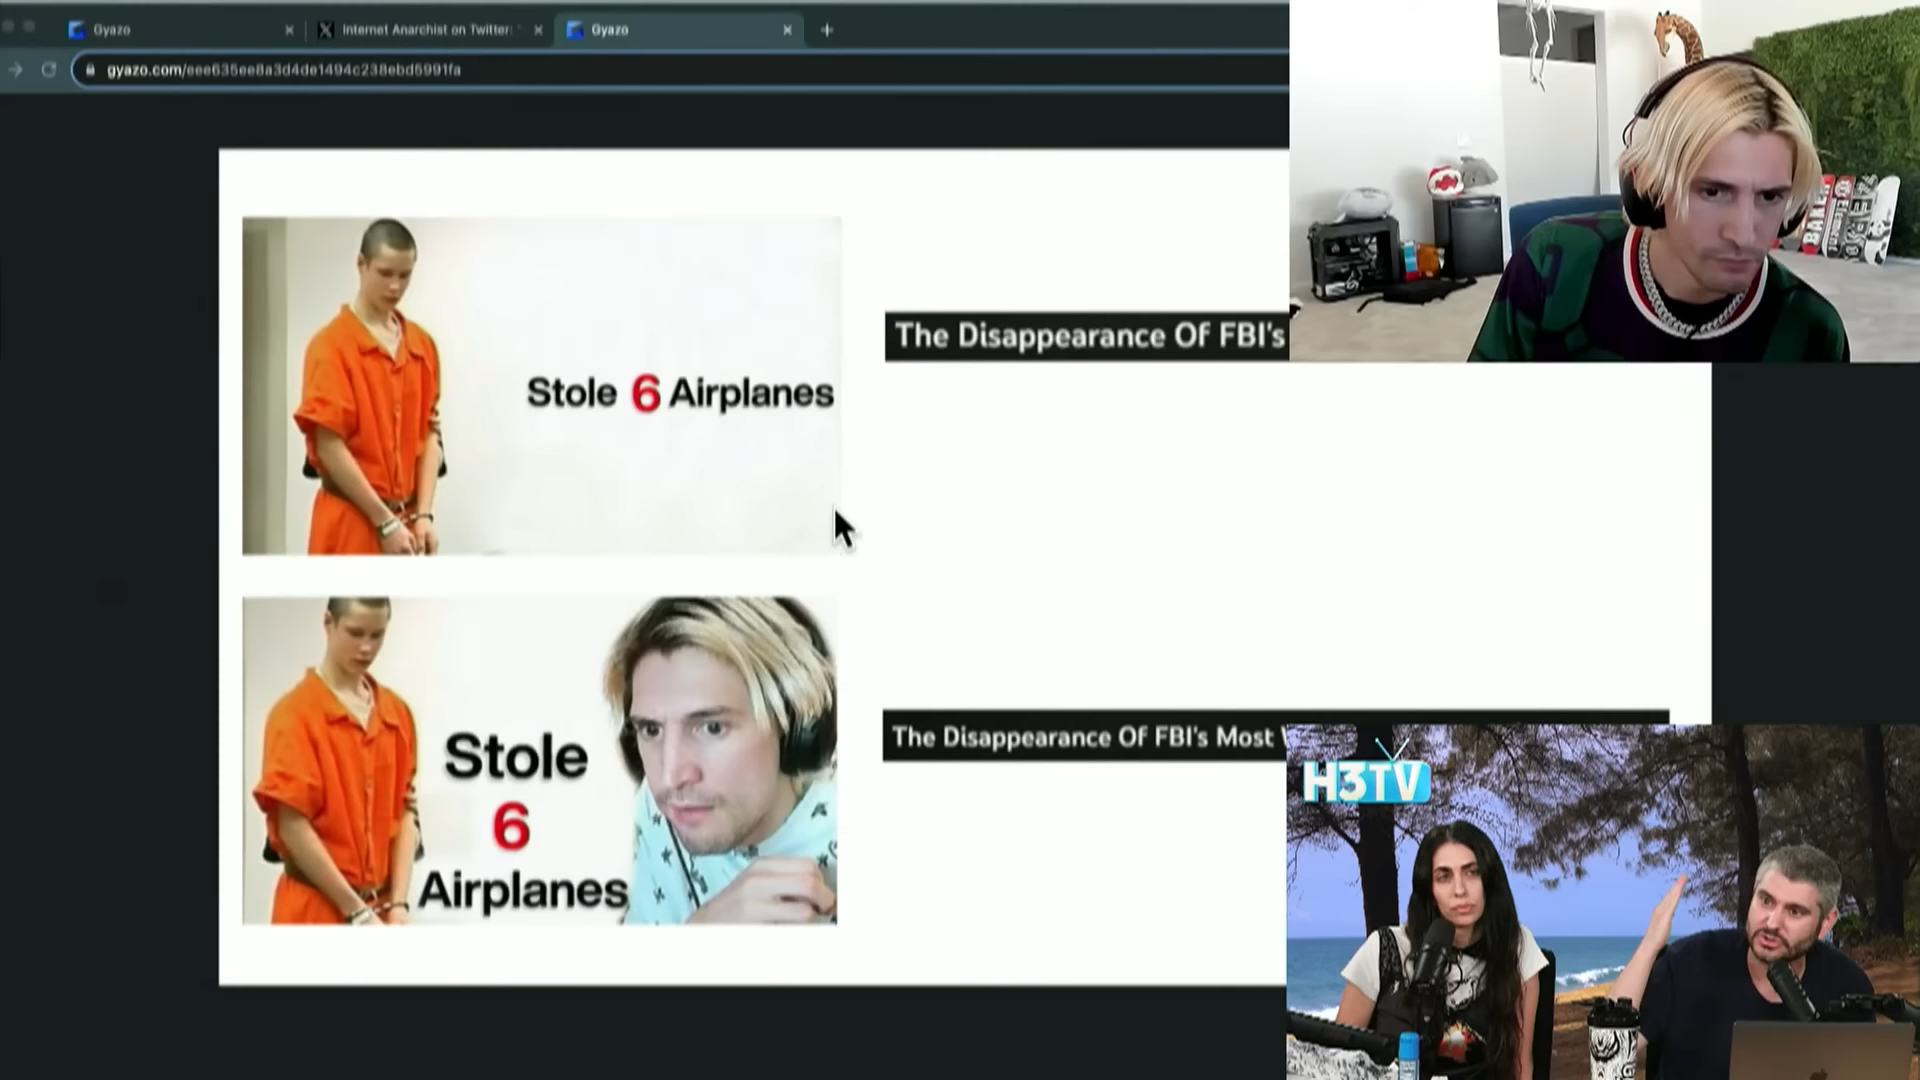 Gyazo
Internet Anarchist on Twitter: "
Gyazo
gyazo.com/eee635ee8a3d4de1494c238ebd5991fa
The Disappearance Of FBI's
Stole 6 Airplanes
BAKER
The Disappearance Of FBI's Most
Stole
6
Airplanes
H3TV